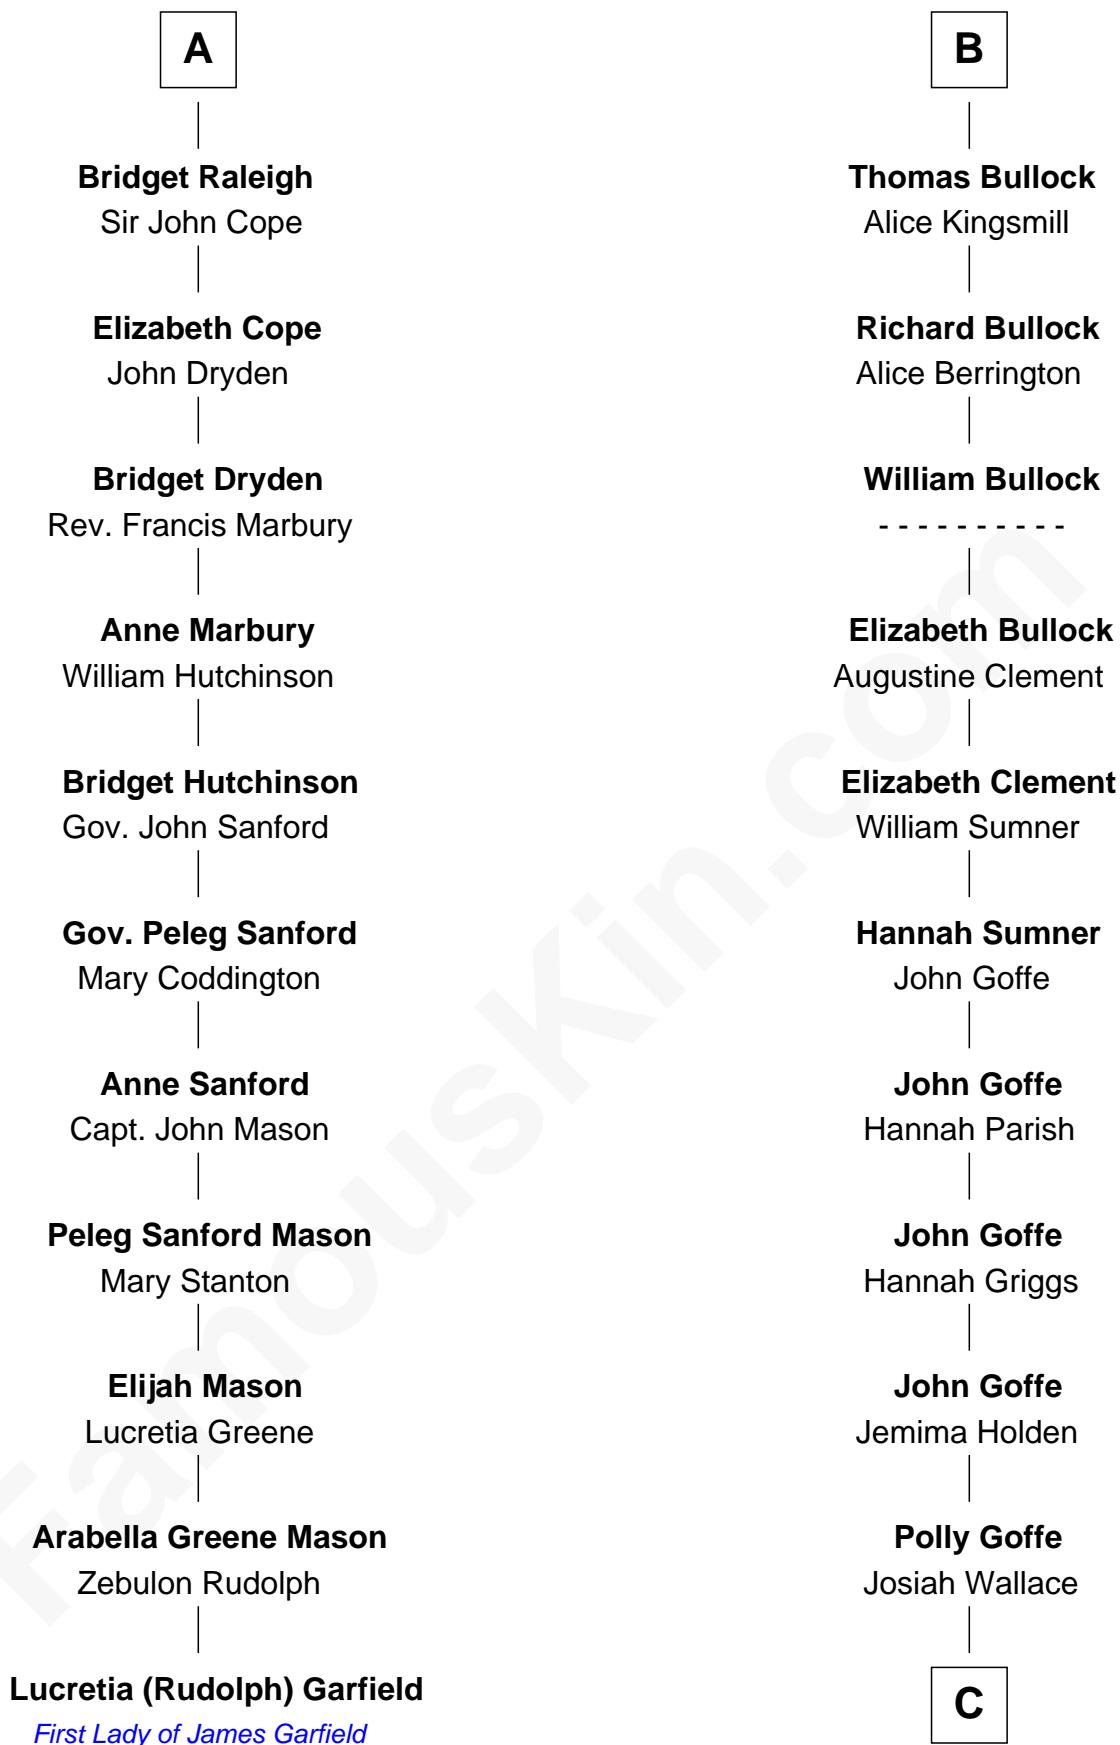 A
Bridget Raleigh
Sir John Cope
Elizabeth Cope
John Dryden
Bridget Dryden
Rev. Francis Marbury
Anne Marbury
William Hutchinson
Bridget Hutchinson
Gov. John Sanford
Gov. Peleg Sanford
Mary Coddington
Anne Sanford
Capt. John Mason
Peleg Sanford Mason
Mary Stanton
Elijah Mason
Lucretia Greene
Arabella Greene Mason
Zebulon Rudolph
Lucretia (Rudolph) Garfield
First Lady of James Garfield
B
Thomas Bullock
Alice Kingsmill
Richard Bullock
Alice Berrington
William Bullock
- - - - - - - - - -
Elizabeth Bullock
Augustine Clement
Elizabeth Clement
William Sumner
Hannah Sumner
John Goffe
John Goffe
Hannah Parish
John Goffe
Hannah Griggs
John Goffe
Jemima Holden
Polly Goffe
Josiah Wallace
C
FamousKin.com